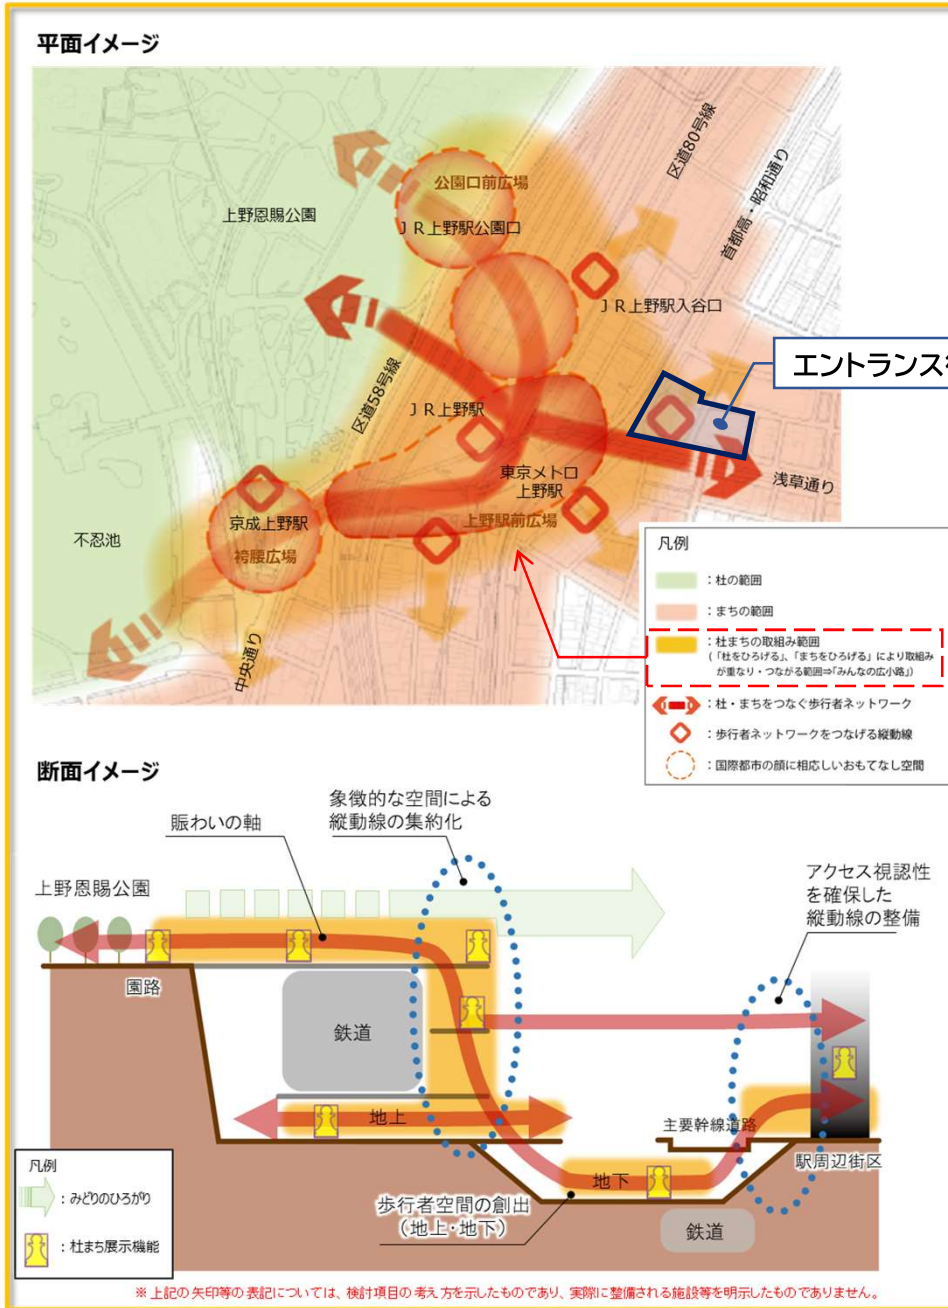 平面イメージ
区道80号線
首都高・昭和通り
公園口前広場
上野恩賜公園
ＪＲ上野駅公園口
ＪＲ上野駅入谷口
エントランス
区道58号線
ＪＲ上野駅
東京メトロ
上野駅
浅草通り
上野駅前広場
京成上野駅
不忍池
袴腰広場
中央通り
凡例
：杜の範囲
：まちの範囲
：杜まちの取組み範囲
(「杜をひろげる」、「まちをひろげる」により取組み
が重なり・つながる範囲⇒「みんなの広小路」)
：杜・まちをつなぐ歩行者ネットワーク
：歩行者ネットワークをつなげる縦動線
：国際都市の顔に相応しいおもてなし空間
断面イメージ
象徴的な空間による
縦動線の集約化
賑わいの軸
アクセス視認性
を確保した
縦動線の整備
上野恩賜公園
園路
鉄道
地上
主要幹線道路
駅周辺街区
地下
歩行者空間の創出
（地上・地下）
鉄道
凡例
：みどりのひろがり
：杜まち展示機能
※上記の矢印等の表記については、検討項目の考え方を示したものであり、実際に整備される施設等を明示したものでありません。